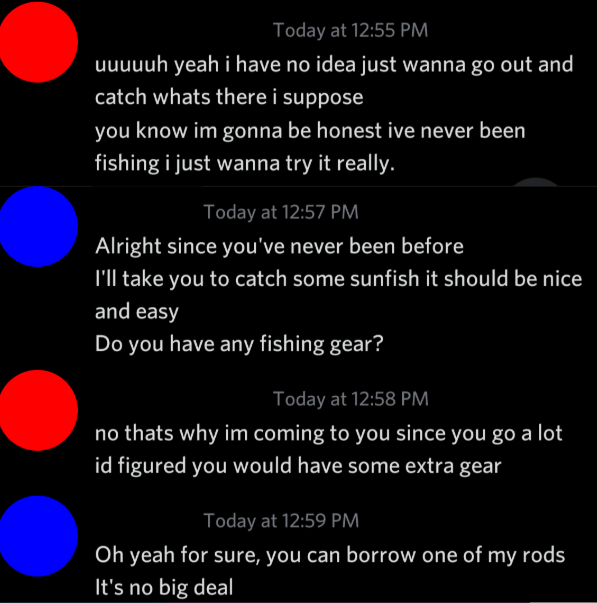 Today at 12:55 PM
uuuuuh yeah i have no idea just wanna go out and
catch whats there i suppose
you know im gonna be honest ive never been
fishing i just wanna try it really.
Today at 12:57 PM
Alright since you've never been before
I'll take you to catch some sunfish it should be nice
and easy
Do you have any fishing gear?
Today at 12:58 PM
no thats why im coming to you since you go a lot
id figured you would have some extra gear
Today at 12:59 PM
Oh yeah for sure, you can borrow one of my rods
It's no big deal